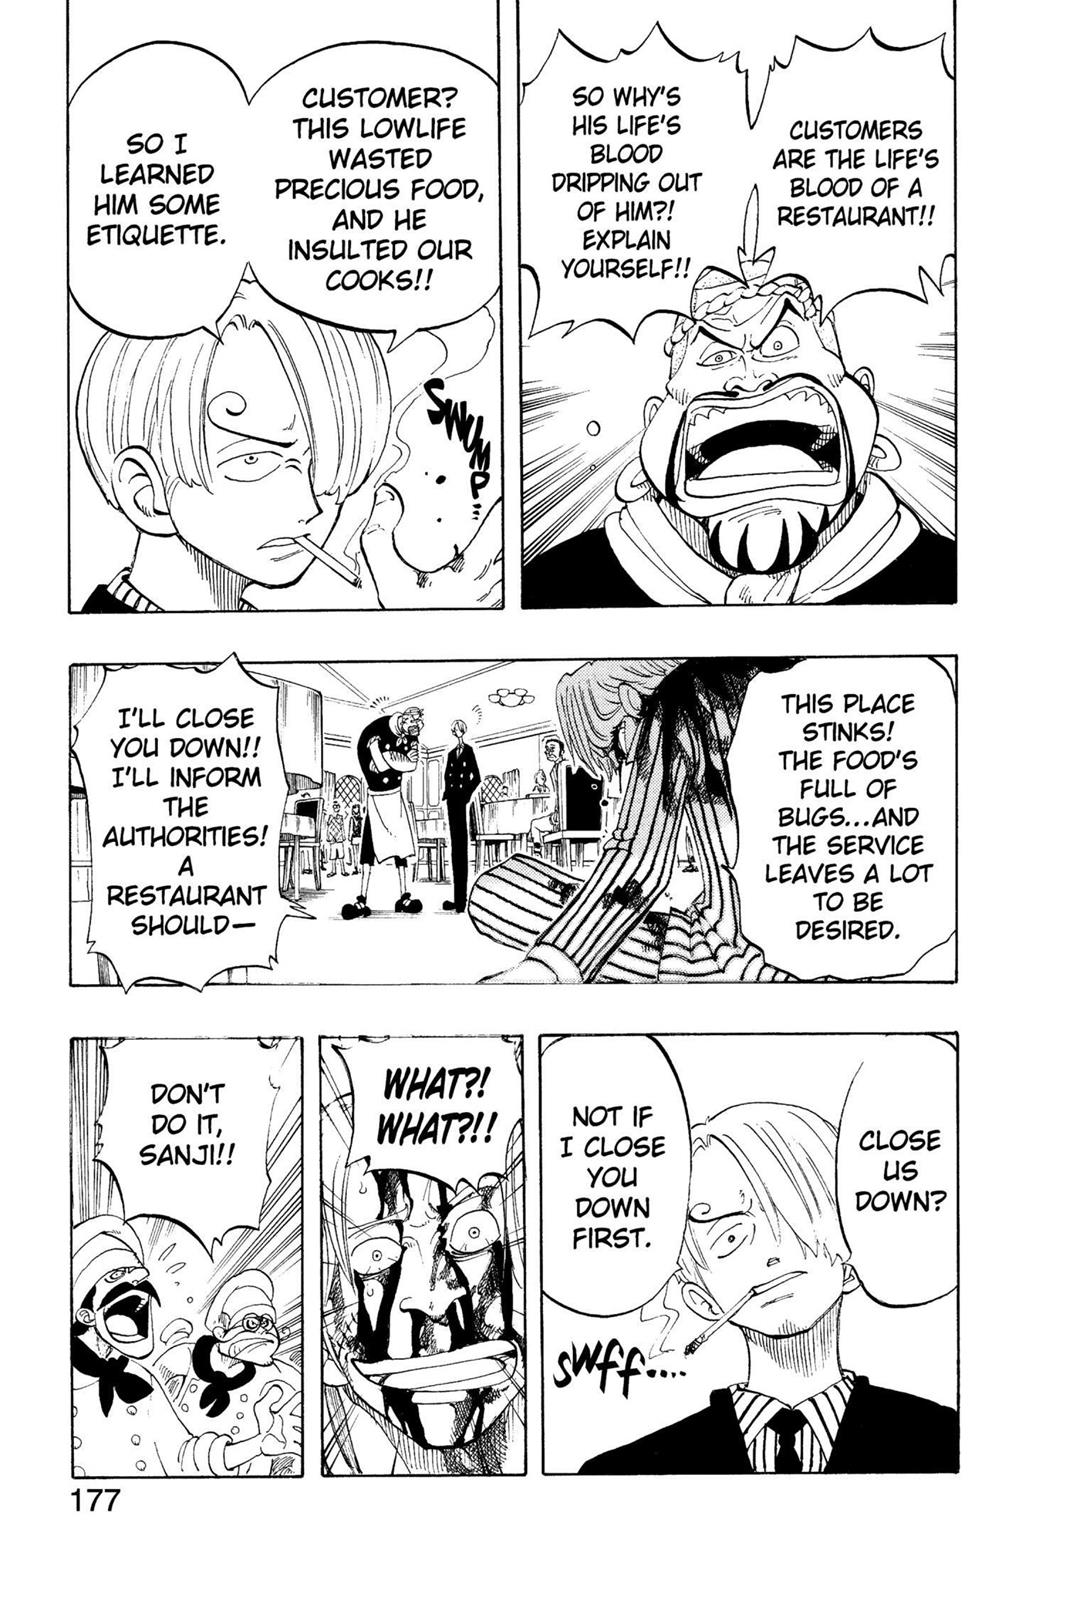 CUSTOMERS
ARE THE LIFE'S
BLOOD OF A
RESTAURANT!!
SO WHY'S
HIS LIFE'S
BLOOD
DRIPPING OUT
OF HIM?!
EXPLAIN
YOURSELF!!
CUSTOMER?
THIS LOWLIFE
WASTED
PRECIOUS FOOD,
AND HE
INSULTED OUR
COOKS!!
SO I
LEARNED
HIM SOME
ETIQUETTE.
SWUMP...
THIS PLACE
STINKS!
THE FOOD'S
FULL OF
BUGS...AND
THE SERVICE
LEAVES A LOT
TO BE
DESIRED.
I'LL CLOSE
YOU DOWN!!
I'LL INFORM
THE
AUTHORITIES!
A
RESTAURANT
SHOULD—
CLOSE
US
DOWN?
NOT IF
I CLOSE
YOU
DOWN
FIRST.
SWFF....
WHAT?!
WHAT?!!
DON'T
DO IT,
SANJI!!
177